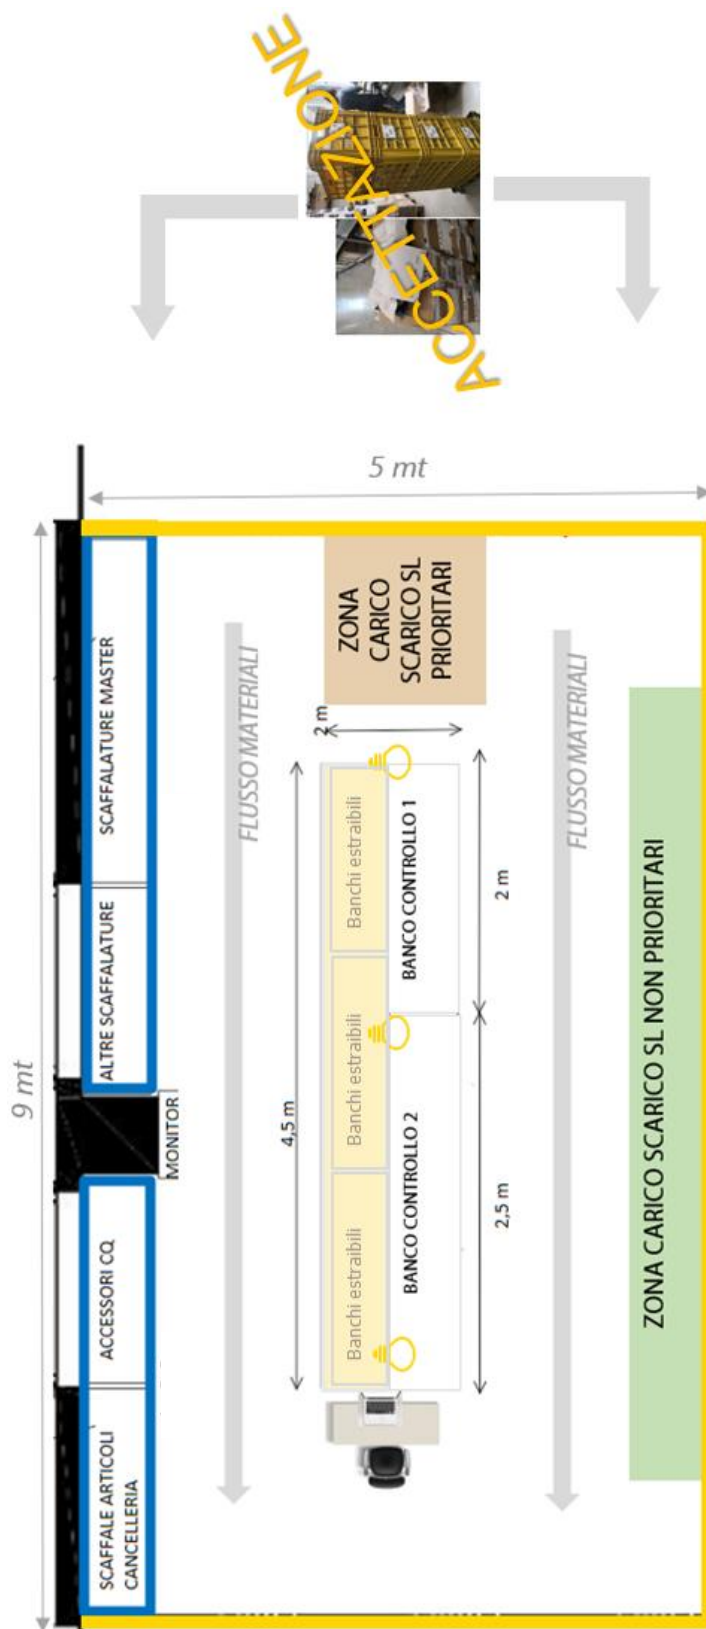 ACCETTAZIONE
5 mt
9 mt
SCAFFALATURE MASTER
ALTRE SCAFFALATURE
MONITOR
ACCESSORI CQ
SCAFFALE ARTICOLI
CANCELLERIA
FLUSSO MATERIALI
ZONA
CARICO
SCARICO SL
PRIORITARI
2 m
4,5 m
Banchi estraibili
Banchi estraibili
Banchi estraibili
BANCO CONTROLLO 1
BANCO CONTROLLO 2
2 m
2,5 m
FLUSSO MATERIALI
ZONA CARICO SCARICO SL NON PRIORITARI